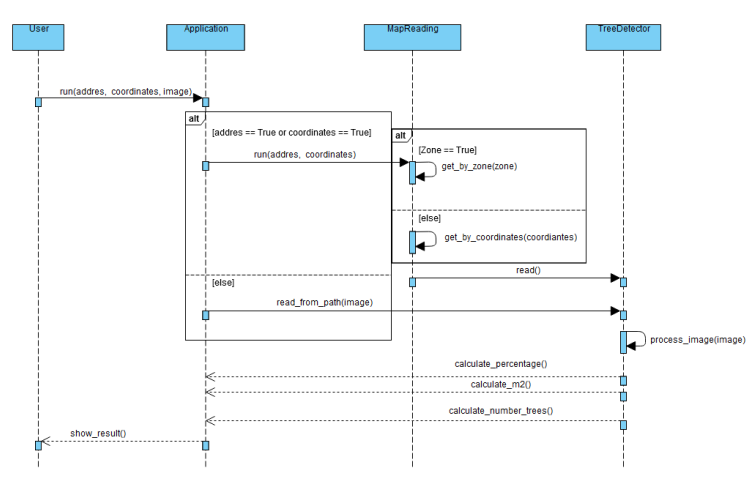 User
Application
MapReading
TreeDetector
run(addres, coordinates, image)
alt
[addres == True or coordinates == True]
alt
[Zone == True]
run(addres, coordinates)
get_by_zone(zone)
[else]
get_by_coordinates(coordiantes)
read()
[else]
read_from_path(image)
process_image(image)
calculate_percentage()
calculate_m2()
calculate_number_trees()
show_result()